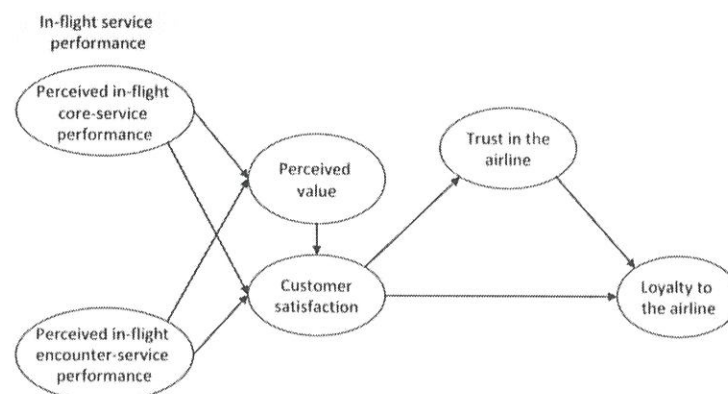 In-flight service
performance
Perceived in-flight
core-service
performance
Perceived
value
Trust in the
airline
Customer
satisfaction
Loyalty to
the airline
Perceived in-flight
encounter-service
performance